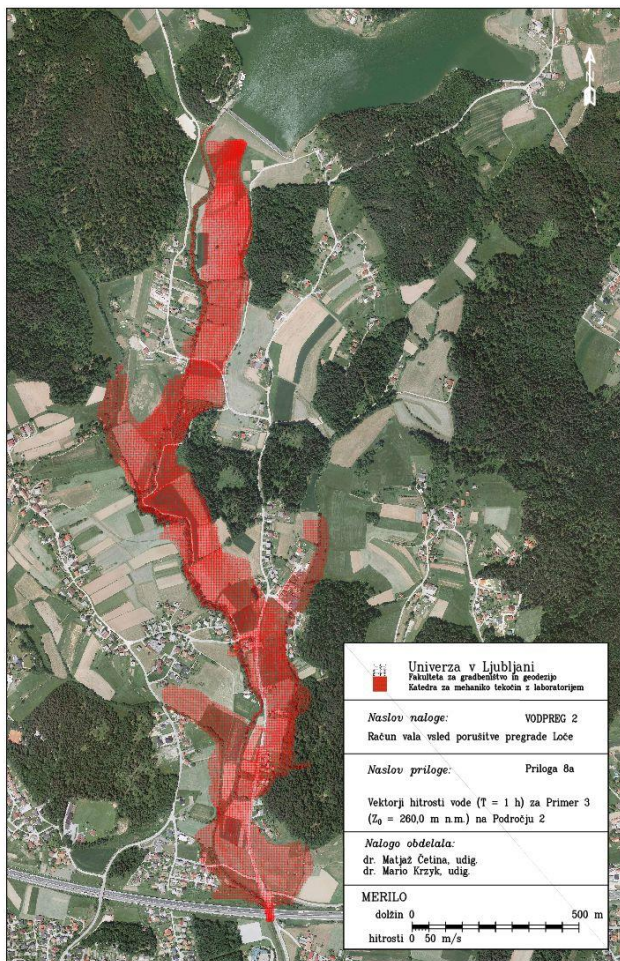 Univerza v Ljubljani
Fakulteta za gradbeništvo in geodezijo
Katedra za mehaniko tekočin z laboratorijem
Naslov naloge: VODPREG 2
Račun vala vsled porušitve pregrade Loče
Naslov priloge: Priloga 8a
Vektorji hitrosti vode (T = 1 h) za Primer 3
(Z₀ = 260,0 m n.m.) na Področju 2
Nalogo obdelala:
dr. Matjaž Četina, udig.
dr. Mario Krzyk, udig.
MERILO
dolžin 0 500 m
hitrosti 0 50 m/s